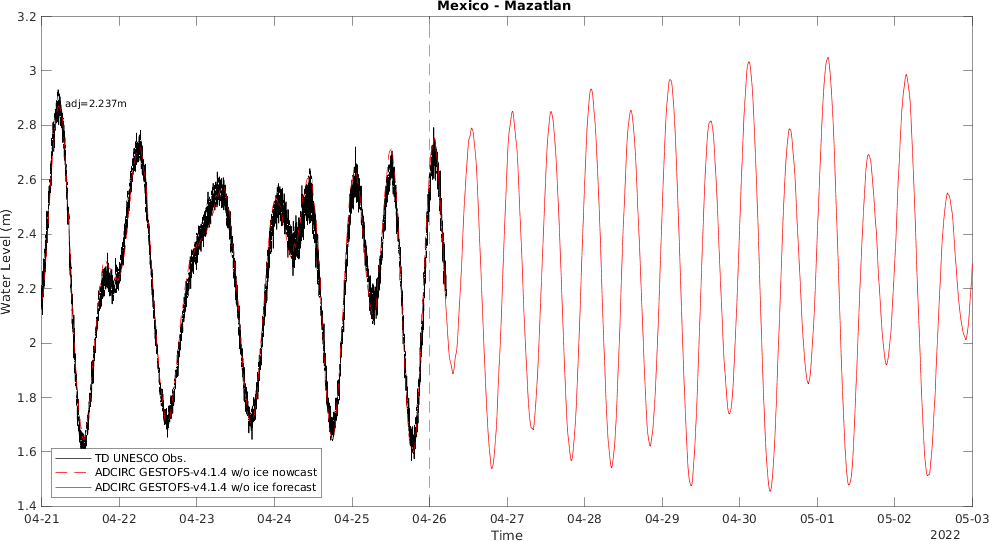 Mexico - Mazatlan
3.2
3
2.8
2.6
2.4
2.2
2
1.8
1.6
1.4
Water Level (m)
adj=2.237m
TD UNESCO Obs.
ADCIRC GESTOFS-v4.1.4 w/o ice nowcast
ADCIRC GESTOFS-v4.1.4 w/o ice forecast
04-21 04-22 04-23 04-24 04-25 04-26 04-27 04-28 04-29 04-30 05-01 05-02 05-03
Time
2022